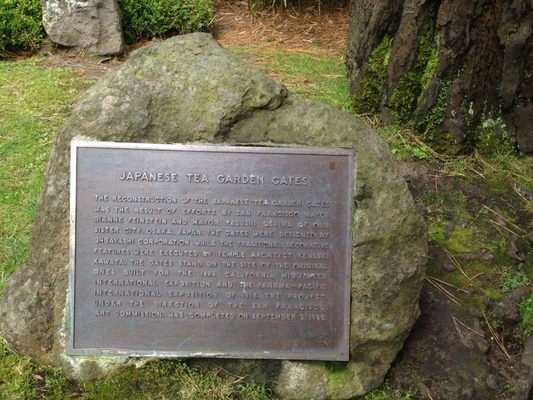 JAPANESE TEA GARDEN GATES
THE RECONSTRUCTION OF THE JAPANESE TEA GARDEN GATES
WAS THE RESULT OF EFFORTS BY SAN FRANCISCO MAYOR
DIANNE FEINSTEIN AND MAYOR YASUSHI OSHIMA OF OUR
SISTER CITY, OSAKA, JAPAN. THE GATES WERE DESIGNED BY
OHBAYASHI CORPORATION WHILE THE TRADITIONAL DECORATIVE
FEATURES WERE EXECUTED BY TEMPLE ARCHITECT KENSUKE
KAWATA. THE GATES STAND ON THE SITE OF THE ORIGINAL
ONES BUILT FOR THE 1894 CALIFORNIA MIDWINTER
INTERNATIONAL EXPOSITION AND THE PANAMA-PACIFIC
INTERNATIONAL EXPOSITION OF 1915. THE PROJECT,
UNDER THE DIRECTION OF THE SAN FRANCISCO
ART COMMISSION, WAS COMPLETED ON SEPTEMBER